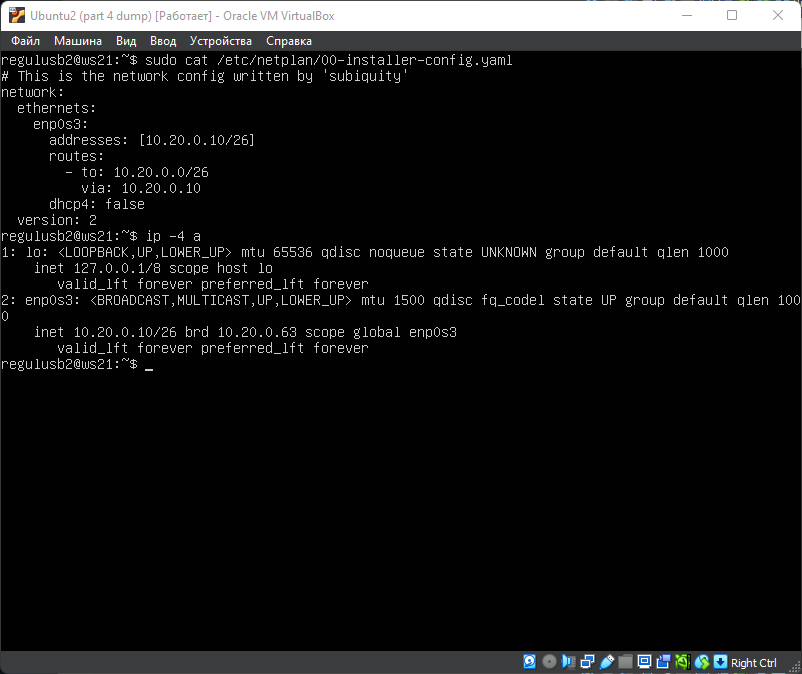 Ubuntu2 (part 4 dump) [Работает] - Oracle VM VirtualBox
Файл Машина Вид Ввод Устройства Справка
regulusb2@ws21:~$ sudo cat /etc/netplan/00-installer-config.yaml
# This is the network config written by 'subiquity'
network:
  ethernets:
    enp0s3:
      addresses: [10.20.0.10/26]
      routes:
        - to: 10.20.0.0/26
          via: 10.20.0.10
      dhcp4: false
  version: 2
regulusb2@ws21:~$ ip -4 a
1: lo: <LOOPBACK,UP,LOWER_UP> mtu 65536 qdisc noqueue state UNKNOWN group default qlen 1000
    inet 127.0.0.1/8 scope host lo
       valid_lft forever preferred_lft forever
2: enp0s3: <BROADCAST,MULTICAST,UP,LOWER_UP> mtu 1500 qdisc fq_codel state UP group default qlen 100
0
    inet 10.20.0.10/26 brd 10.20.0.63 scope global enp0s3
       valid_lft forever preferred_lft forever
regulusb2@ws21:~$ _
Right Ctrl